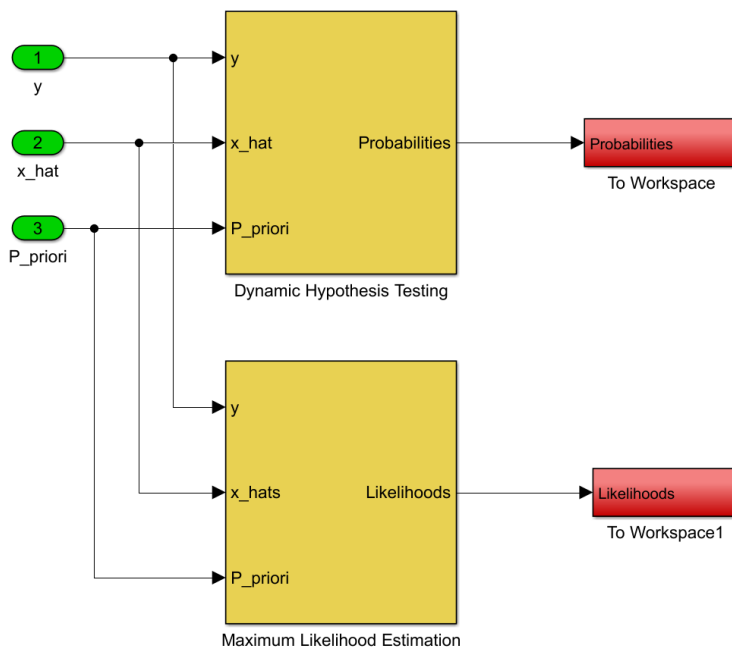 1
y
y
2
x_hat
x_hat
Probabilities
Probabilities
To Workspace
3
P_priori
P_priori
Dynamic Hypothesis Testing
y
x_hats
Likelihoods
Likelihoods
To Workspace1
P_priori
Maximum Likelihood Estimation